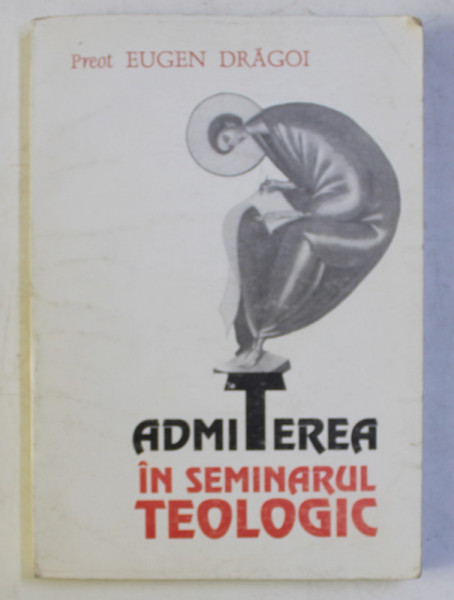 Preot EUGEN DRĂGOI
ADMITEREA
ÎN SEMINARUL
TEOLOGIC